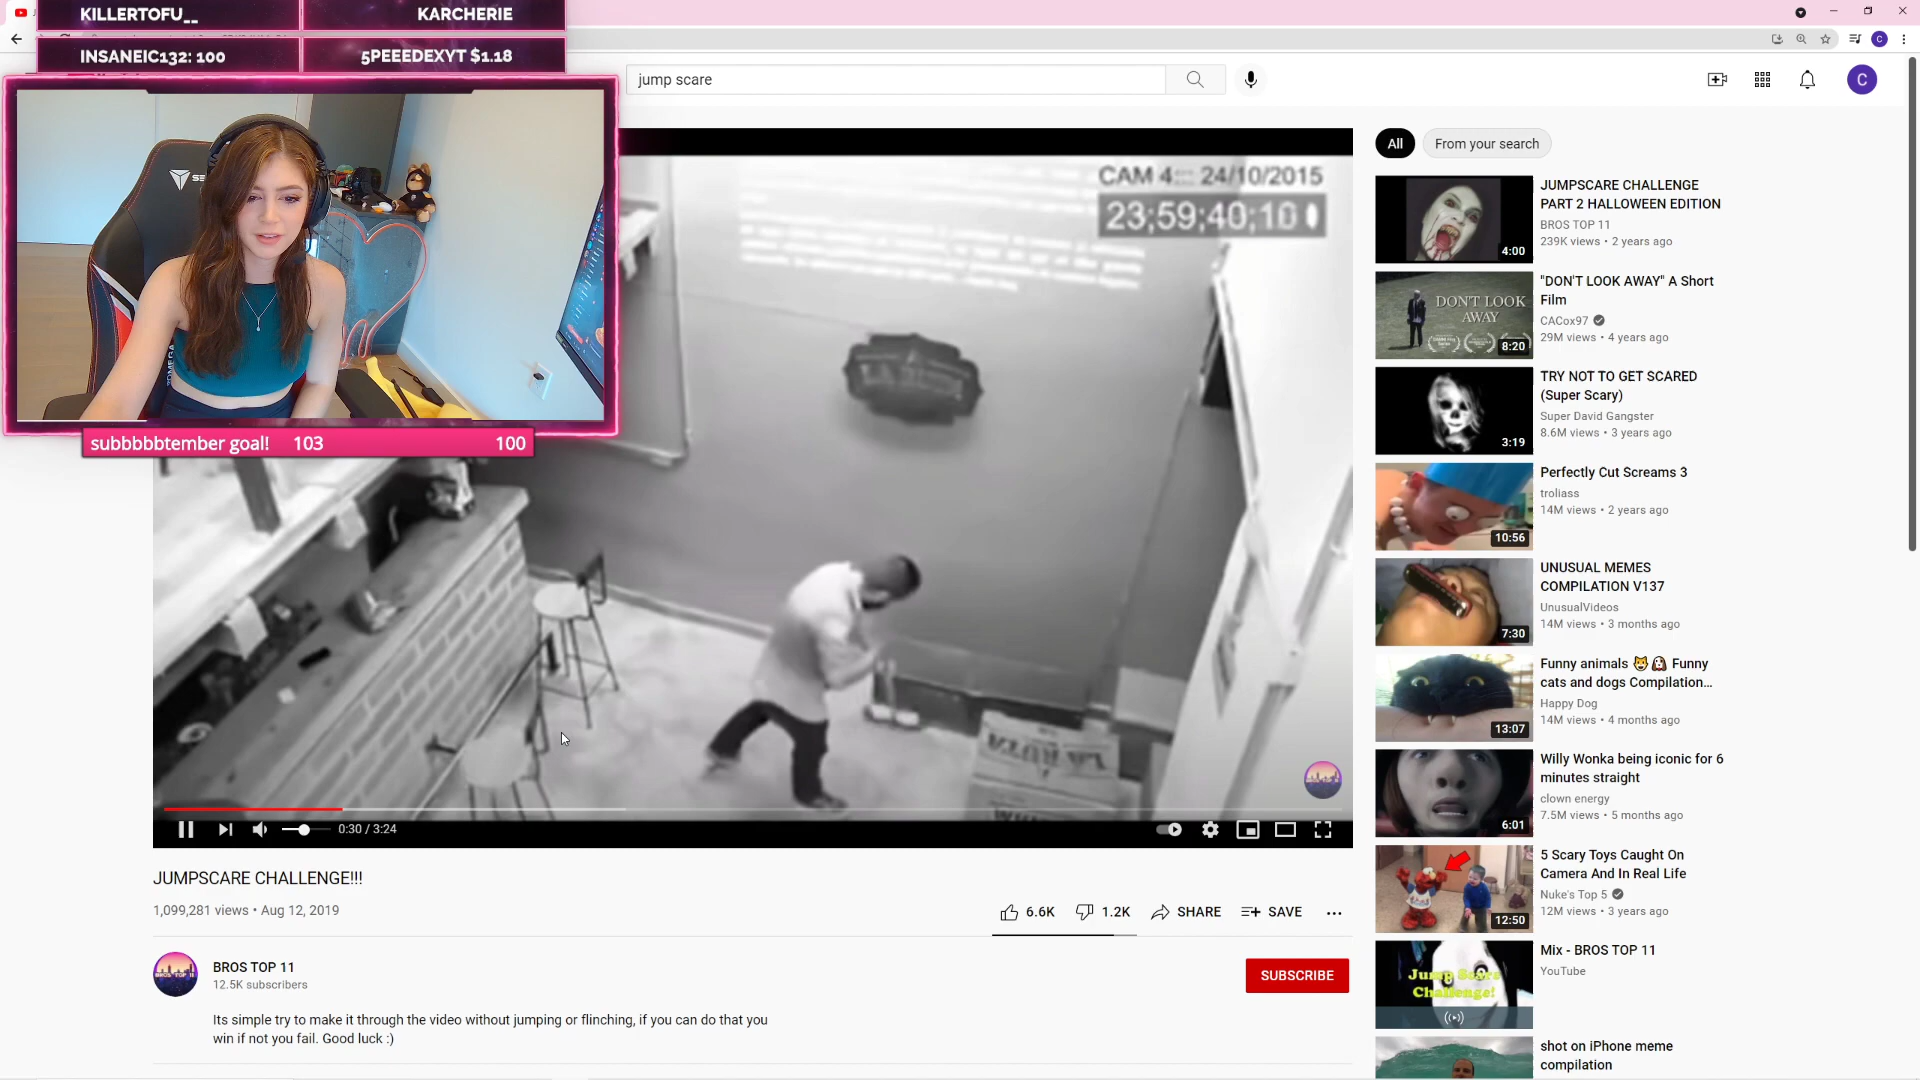 KILLERTOFU__
KARCHERIE
INSANEIC132: 100
5PEEEDEXYT $1.18
subbbbbtember goal! 103 100
jump scare
C
C
CAM 4 24/10/2015
23;59;40;10
0:30 / 3:24
JUMPSCARE CHALLENGE!!!
1,099,281 views • Aug 12, 2019
6.6K
1.2K
SHARE
SAVE
BROS TOP 11
12.5K subscribers
SUBSCRIBE
Its simple try to make it through the video without jumping or flinching, if you can do that you
win if not you fail. Good luck :)
All
From your search
4:00
JUMPSCARE CHALLENGE
PART 2 HALLOWEEN EDITION
BROS TOP 11
239K views • 2 years ago
DONT LOOK
AWAY
8:20
"DON'T LOOK AWAY" A Short
Film
CACox97
29M views • 4 years ago
3:19
TRY NOT TO GET SCARED
(Super Scary)
Super David Gangster
8.6M views • 3 years ago
10:56
Perfectly Cut Screams 3
troliass
14M views • 2 years ago
7:30
UNUSUAL MEMES
COMPILATION V137
UnusualVideos
14M views • 3 months ago
13:07
Funny animals 😺🐶 Funny
cats and dogs Compilation...
Happy Dog
14M views • 4 months ago
6:01
Willy Wonka being iconic for 6
minutes straight
clown energy
7.5M views • 5 months ago
12:50
5 Scary Toys Caught On
Camera And In Real Life
Nuke's Top 5
12M views • 3 years ago
Jump Scare
Challenge!
Mix - BROS TOP 11
YouTube
shot on iPhone meme
compilation